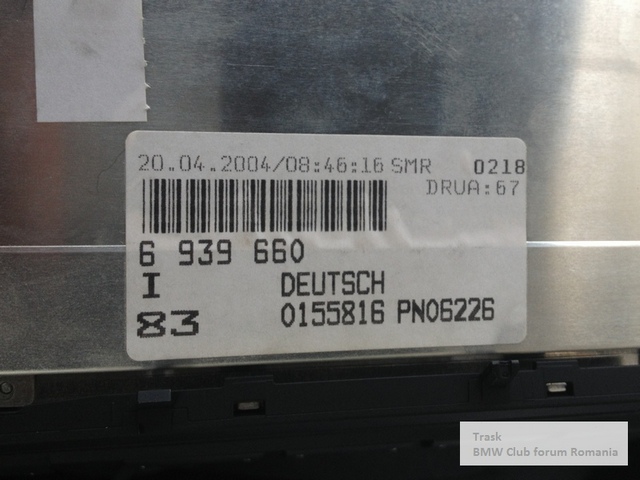 20.04.2004/08:46:16 SMR 0218
DRUA:67
6 939 660
I DEUTSCH
83 0155816 PN06226
Trask
BMW Club forum Romania